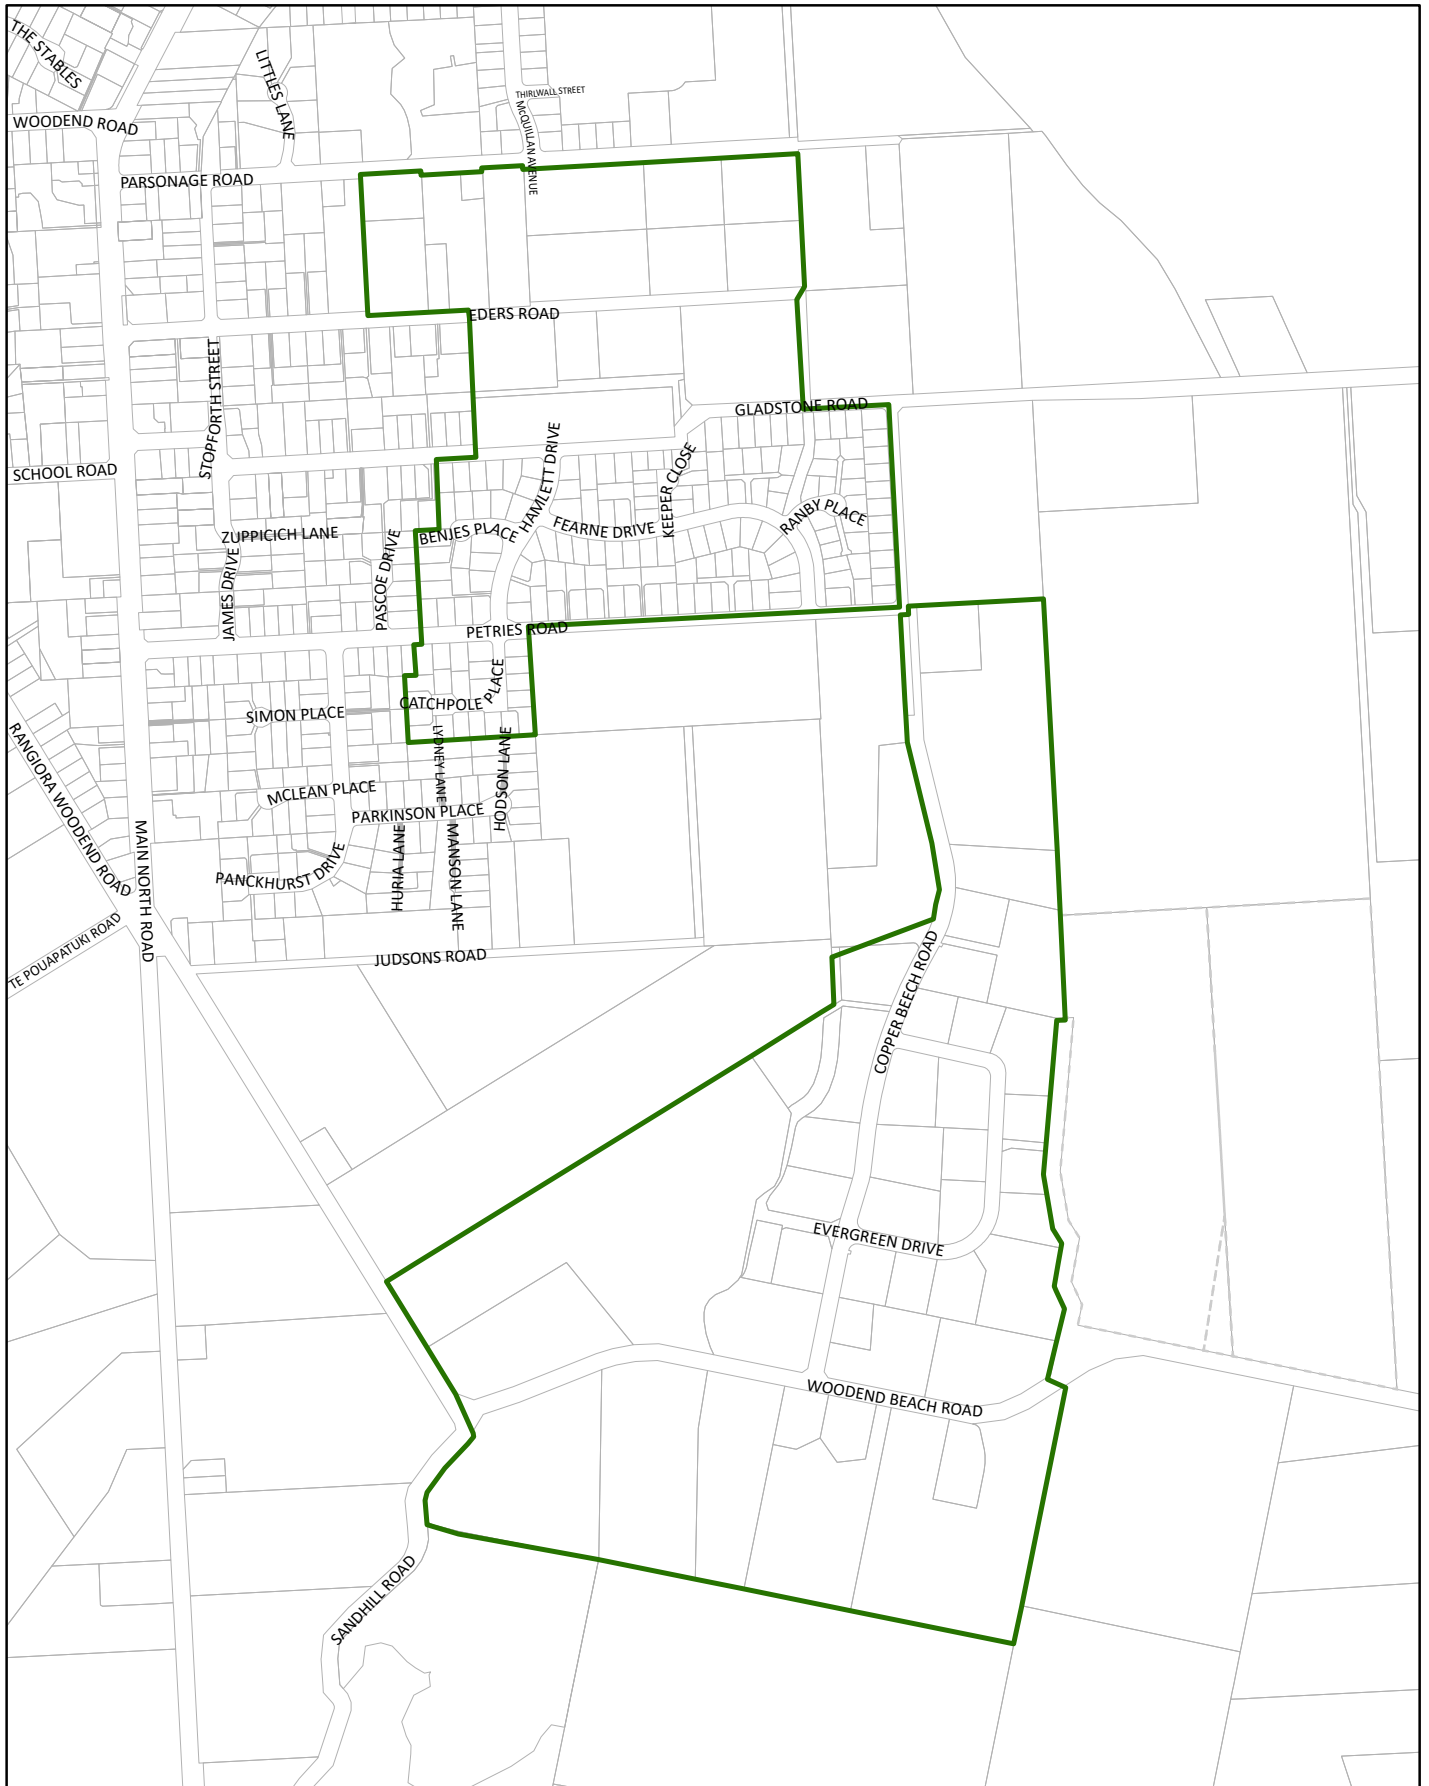 THE STABLES
LITTLES LANE
THIRLWALL STREET
McQUILLAN AVENUE
WOODEND ROAD
PARSONAGE ROAD
EDERS ROAD
STOPFORTH STREET
GLADSTONE ROAD
SCHOOL ROAD
HAMLETT DRIVE
KEEPER CLOSE
ZUPPICICH LANE
BENJES PLACE
FEARNE DRIVE
RANBY PLACE
JAMES DRIVE
PASCOE DRIVE
PETRIES ROAD
CATCHPOLE
PLACE
SIMON PLACE
LYDNEY LANE
HODSON LANE
RANGIORA WOODEND ROAD
MCLEAN PLACE
PARKINSON PLACE
MAIN NORTH ROAD
HURIA LANE
MANSON LANE
PANCKHURST DRIVE
TE POUAPATUKI ROAD
JUDSONS ROAD
COPPER BEECH ROAD
EVERGREEN DRIVE
WOODEND BEACH ROAD
SANDHILL ROAD